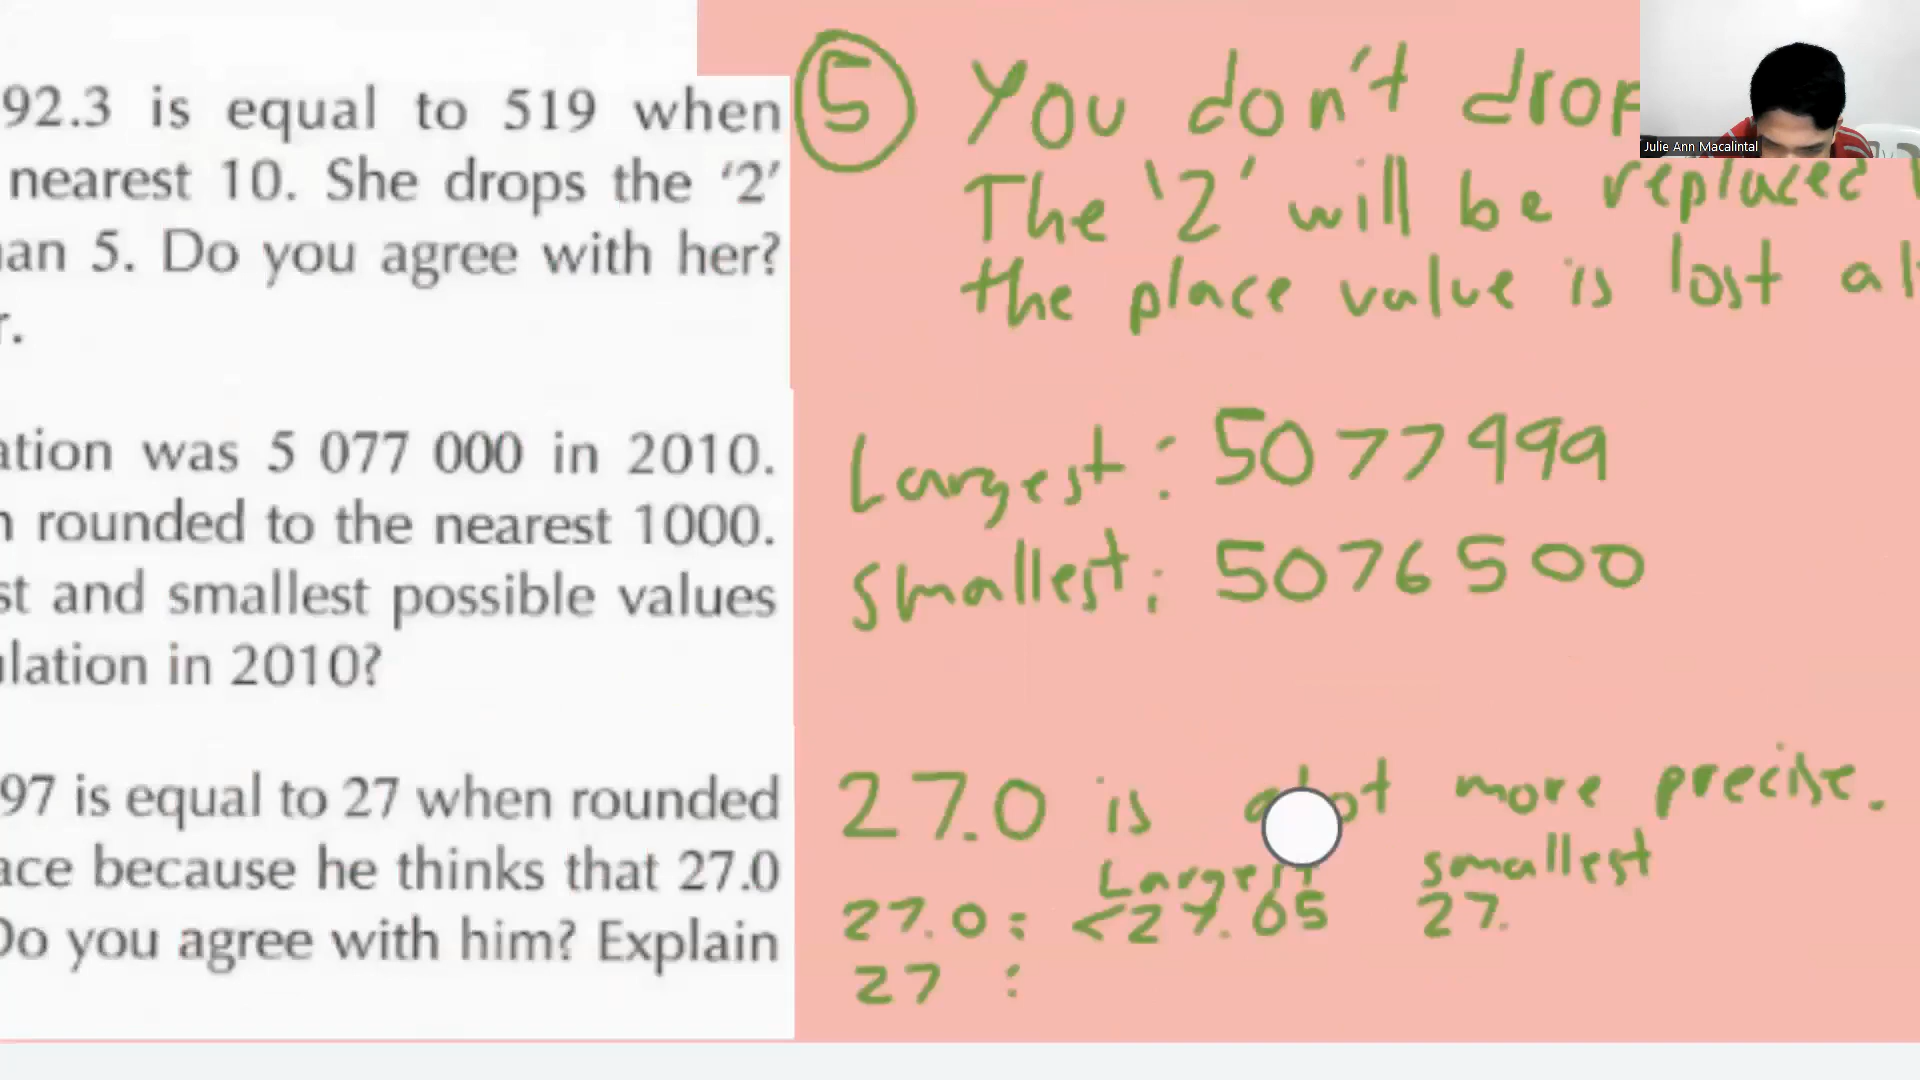 92.3 is equal to 519 when
nearest 10. She drops the ‘2’
an 5. Do you agree with her?
r.
ation was 5 077 000 in 2010.
n rounded to the nearest 1000.
st and smallest possible values
ulation in 2010?
97 is equal to 27 when rounded
ace because he thinks that 27.0
Do you agree with him? Explain
5 You don't drop
The '2' will be replaced
the place value is lost al
Largest: 5077499
Smallest: 5076500
27.0 is more precise.
Largest smallest
27.0: <27.05 27.
27 :
Julie Ann Macalintal